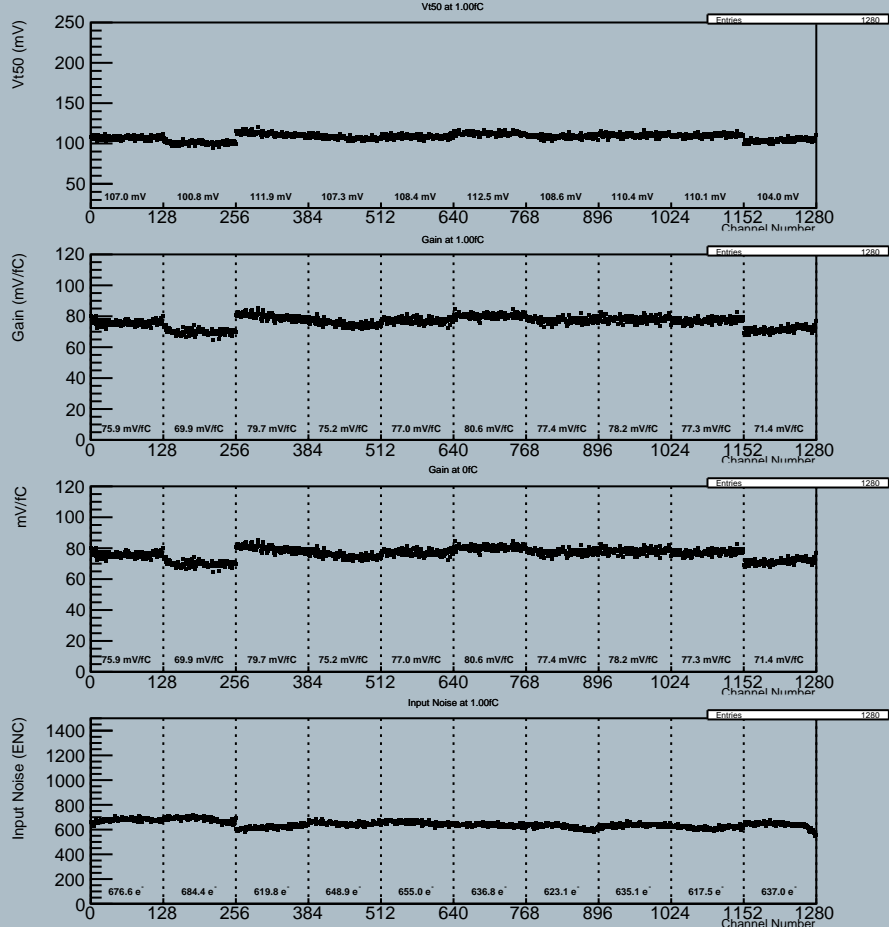 Vt50 at 1.00fC
Entries 1280
Vt50 (mV)
250
200
150
100
50
107.0 mV 100.8 mV 111.9 mV 107.3 mV 108.4 mV 112.5 mV 108.6 mV 110.4 mV 110.1 mV 104.0 mV
0 128 256 384 512 640 768 896 1024 1152 1280
Channel Number
Gain at 1.00fC
Entries 1280
Gain (mV/fC)
120
100
80
60
40
20
0
75.9 mV/fC 69.9 mV/fC 79.7 mV/fC 75.2 mV/fC 77.0 mV/fC 80.6 mV/fC 77.4 mV/fC 78.2 mV/fC 77.3 mV/fC 71.4 mV/fC
0 128 256 384 512 640 768 896 1024 1152 1280
Channel Number
Gain at 0fC
Entries 1280
mV/fC
120
100
80
60
40
20
0
75.9 mV/fC 69.9 mV/fC 79.7 mV/fC 75.2 mV/fC 77.0 mV/fC 80.6 mV/fC 77.4 mV/fC 78.2 mV/fC 77.3 mV/fC 71.4 mV/fC
0 128 256 384 512 640 768 896 1024 1152 1280
Channel Number
Input Noise at 1.00fC
Entries 1280
Input Noise (ENC)
1400
1200
1000
800
600
400
200
0
676.6 e⁻ 684.4 e⁻ 619.8 e⁻ 648.9 e⁻ 655.0 e⁻ 636.8 e⁻ 623.1 e⁻ 635.1 e⁻ 617.5 e⁻ 637.0 e⁻
0 128 256 384 512 640 768 896 1024 1152 1280
Channel Number